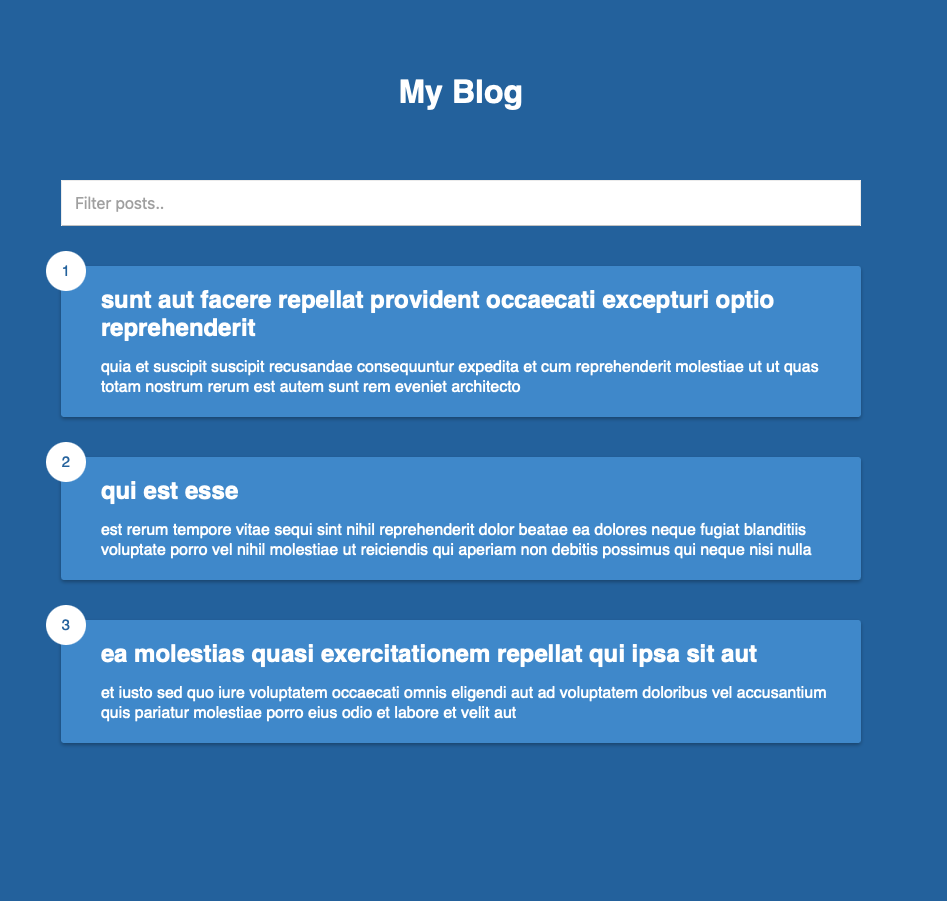 My Blog
Filter posts..
1
sunt aut facere repellat provident occaecati excepturi optio
reprehenderit
quia et suscipit suscipit recusandae consequuntur expedita et cum reprehenderit molestiae ut ut quas
totam nostrum rerum est autem sunt rem eveniet architecto
2
qui est esse
est rerum tempore vitae sequi sint nihil reprehenderit dolor beatae ea dolores neque fugiat blanditiis
voluptate porro vel nihil molestiae ut reiciendis qui aperiam non debitis possimus qui neque nisi nulla
3
ea molestias quasi exercitationem repellat qui ipsa sit aut
et iusto sed quo iure voluptatem occaecati omnis eligendi aut ad voluptatem doloribus vel accusantium
quis pariatur molestiae porro eius odio et labore et velit aut